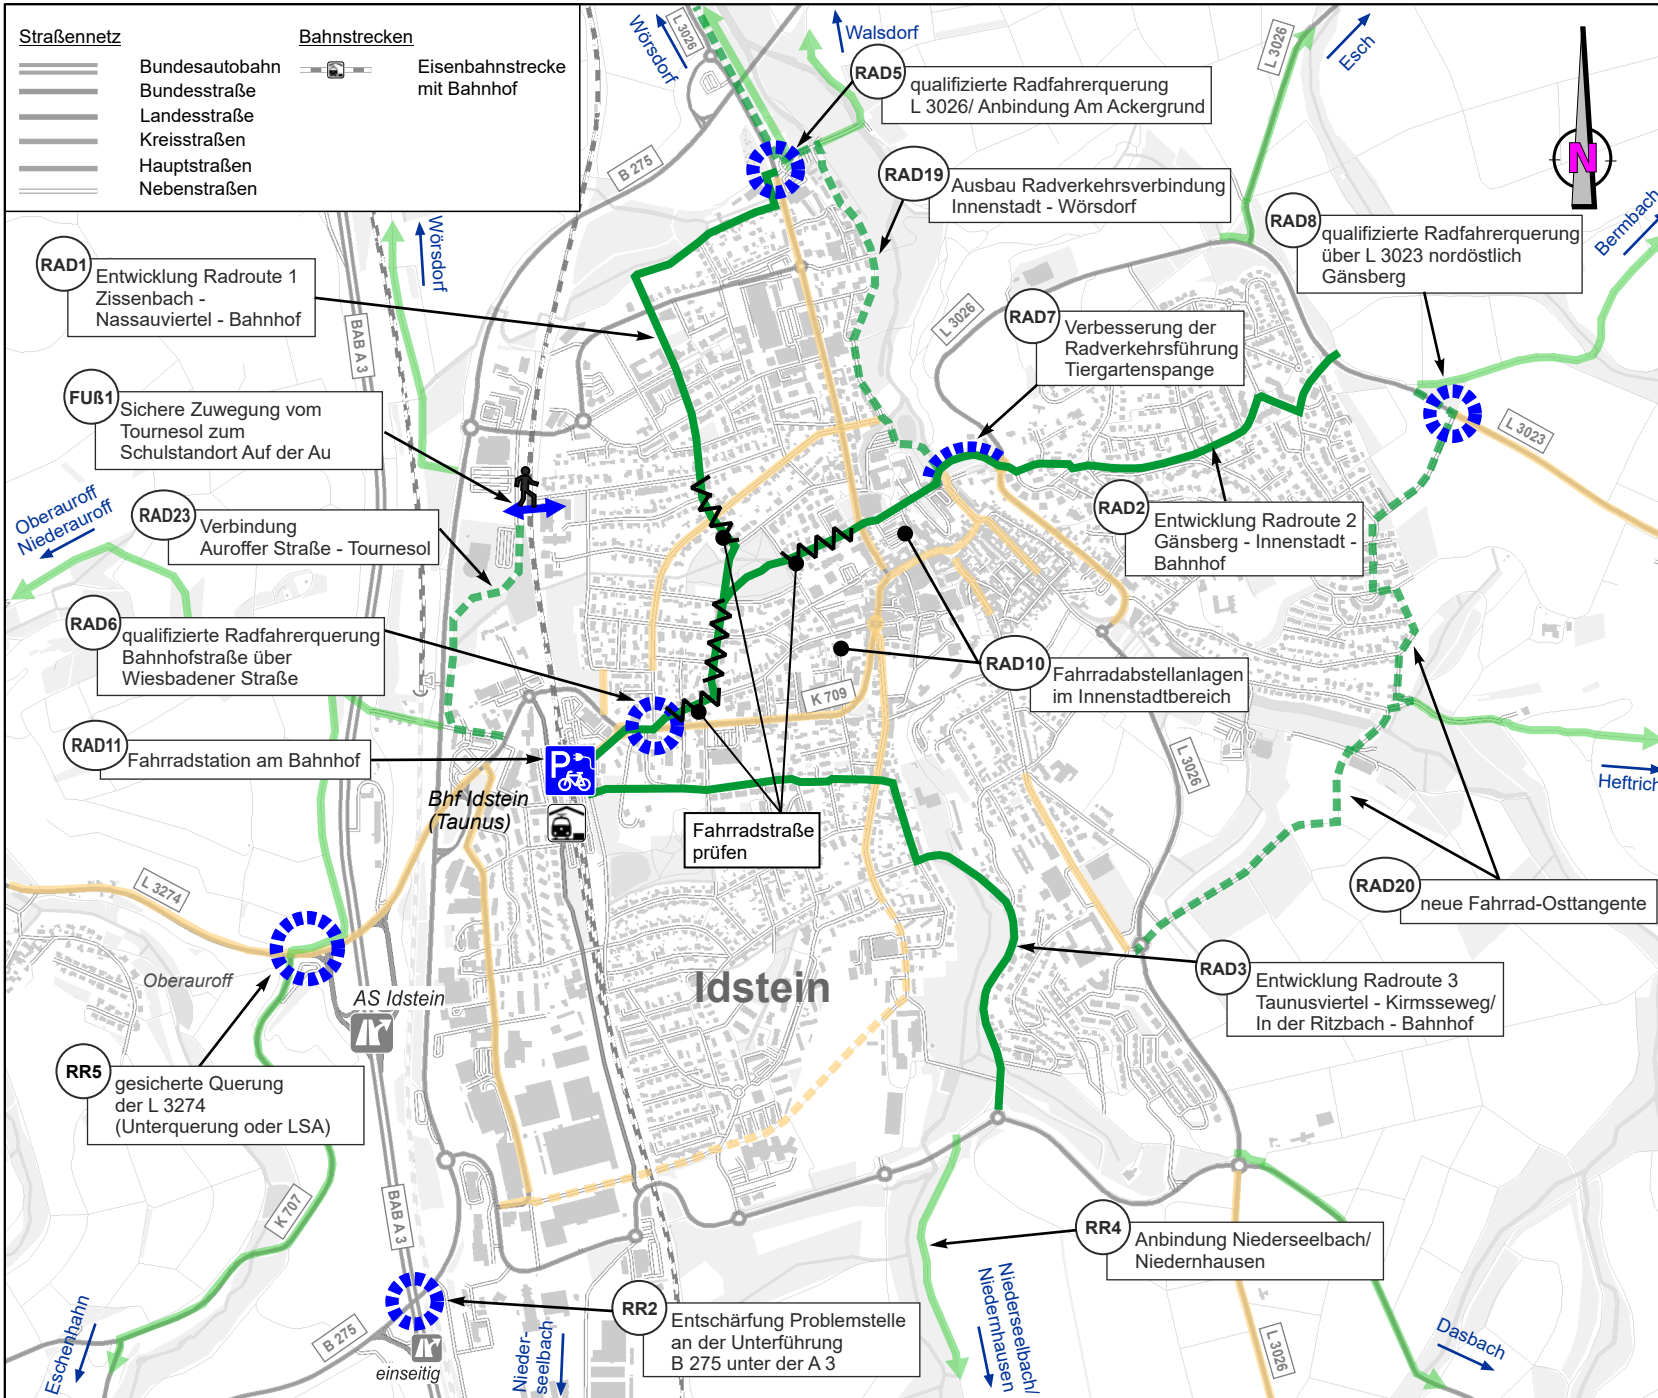 Straßennetz
Bundesautobahn
Bundesstraße
Landesstraße
Kreisstraßen
Hauptstraßen
Nebenstraßen
Bahnstrecken
Eisenbahnstrecke
mit Bahnhof
Wörsdorf
L 3026
Walsdorf
L 3026
Esch
N
B 275
RAD5
qualifizierte Radfahrerquerung
L 3026/ Anbindung Am Ackergrund
RAD19
Ausbau Radverkehrsverbindung
Innenstadt - Wörsdorf
RAD8
qualifizierte Radfahrerquerung
über L 3023 nordöstlich
Gänsberg
Bermbach
Wörsdorf
RAD1
Entwicklung Radroute 1
Zissenbach -
Nassauviertel - Bahnhof
BAB A 3
L 3026
RAD7
Verbesserung der
Radverkehrsführung
Tiergartenspange
FUß1
Sichere Zuwegung vom
Tournesol zum
Schulstandort Auf der Au
L 3023
Oberauroff
Niederauroff
RAD23
Verbindung
Auroffer Straße - Tournesol
RAD2
Entwicklung Radroute 2
Gänsberg - Innenstadt -
Bahnhof
RAD6
qualifizierte Radfahrerquerung
Bahnhofstraße über
Wiesbadener Straße
RAD10
Fahrradabstellanlagen
im Innenstadtbereich
K 709
RAD11
Fahrradstation am Bahnhof
P
L 3026
Heftrich
Bhf Idstein
(Taunus)
Fahrradstraße
prüfen
L 3274
RAD20
neue Fahrrad-Osttangente
Oberauroff
AS Idstein
Idstein
RAD3
Entwicklung Radroute 3
Taunusviertel - Kirmsseweg/
In der Ritzbach - Bahnhof
RR5
gesicherte Querung
der L 3274
(Unterquerung oder LSA)
K 707
BAB A 3
RR4
Anbindung Niederseelbach/
Niedernhausen
RR2
Entschärfung Problemstelle
an der Unterführung
B 275 unter der A 3
Eschenhahn
B 275
einseitig
Nieder-
seelbach
Niederseelbach/
Niedernhausen
L 3026
Dasbach